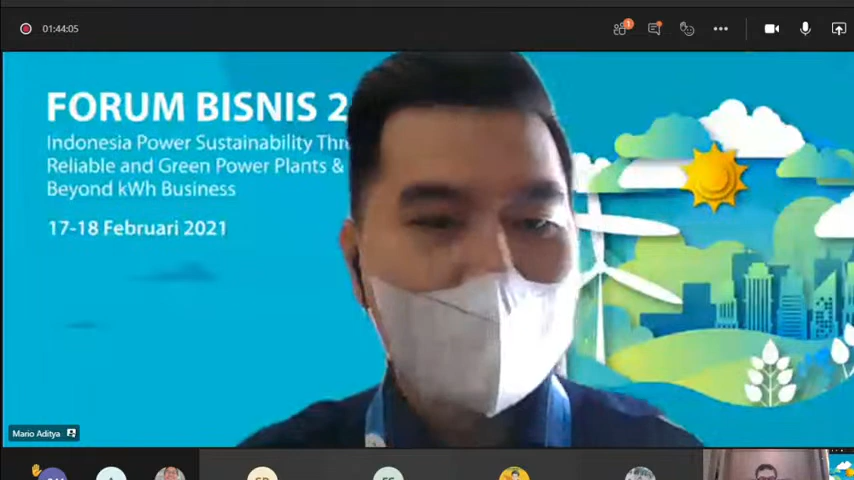 01:44:05
1
FORUM BISNIS 2
Indonesia Power Sustainability Thr
Reliable and Green Power Plants &
Beyond kWh Business
17-18 Februari 2021
Mario Aditya